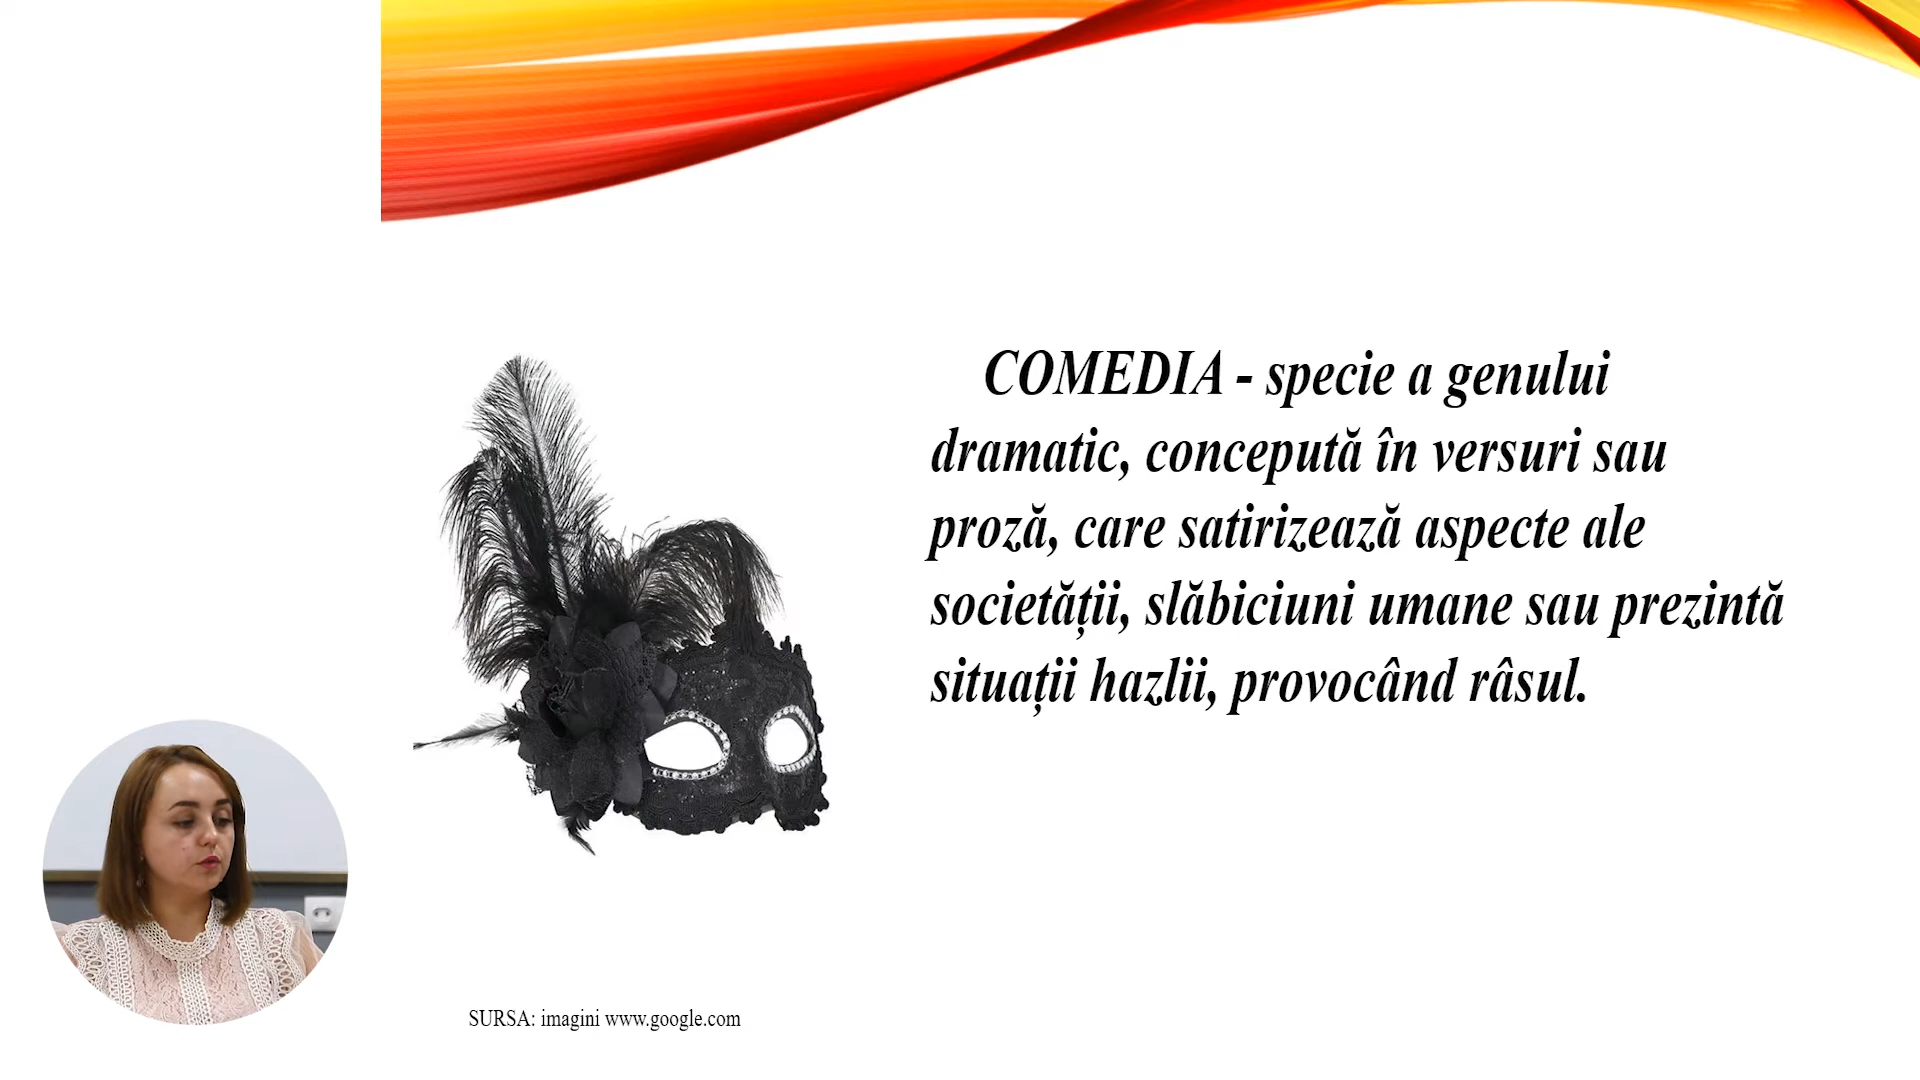 COMEDIA - specie a genului
dramatic, concepută în versuri sau
proză, care satirizează aspecte ale
societății, slăbiciuni umane sau prezintă
situații hazlii, provocând râsul.
SURSA: imagini www.google.com